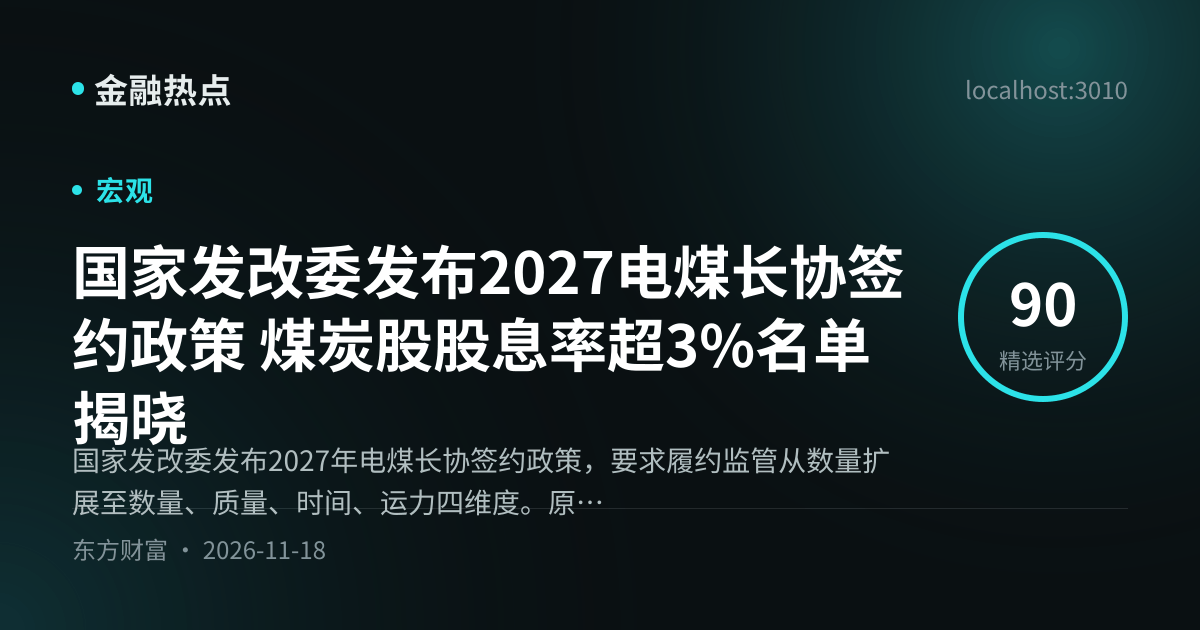 金融热点
localhost:3010
宏观
国家发改委发布2027电煤长协签
约政策 煤炭股股息率超3%名单
揭晓
90
精选评分
国家发改委发布2027年电煤长协签约政策，要求履约监管从数量扩
展至数量、质量、时间、运力四维度。原…
东方财富 • 2026-11-18